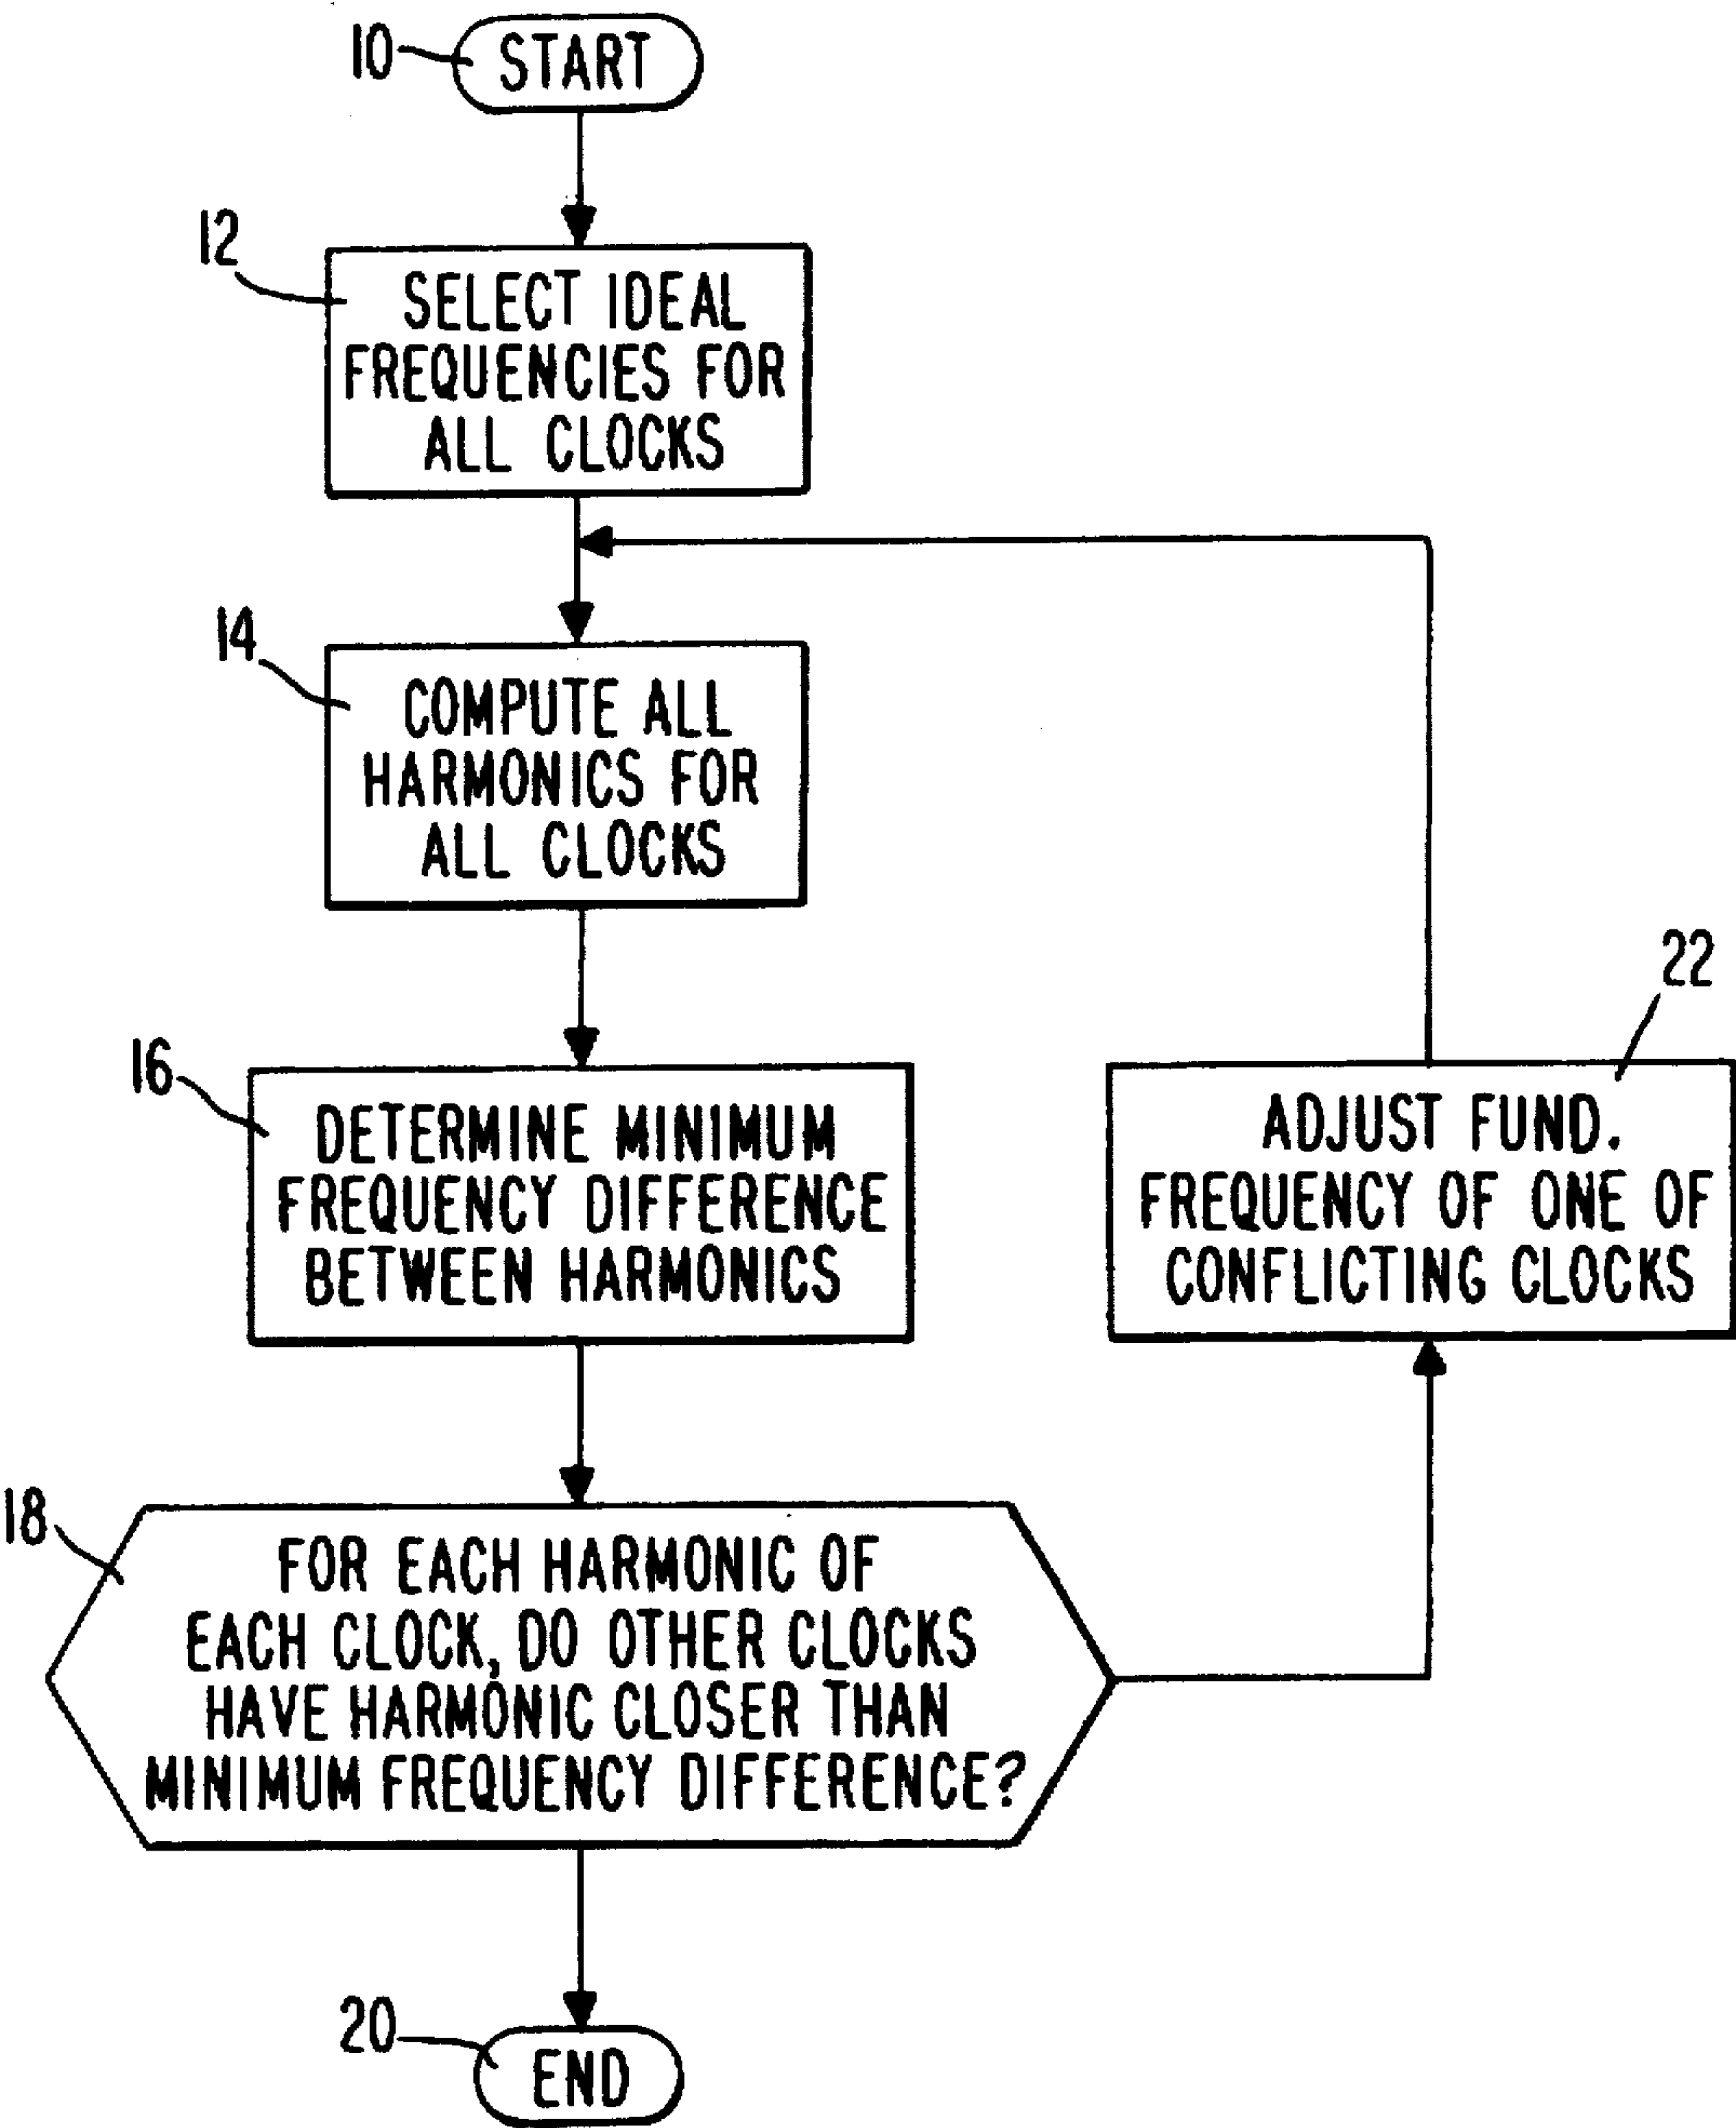 10
START
12
SELECT IDEAL
FREQUENCIES FOR
ALL CLOCKS
14
COMPUTE ALL
HARMONICS FOR
ALL CLOCKS
16
DETERMINE MINIMUM
FREQUENCY DIFFERENCE
BETWEEN HARMONICS
22
ADJUST FUND.
FREQUENCY OF ONE OF
CONFLICTING CLOCKS
18
FOR EACH HARMONIC OF
EACH CLOCK, DO OTHER CLOCKS
HAVE HARMONIC CLOSER THAN
MINIMUM FREQUENCY DIFFERENCE?
20
END